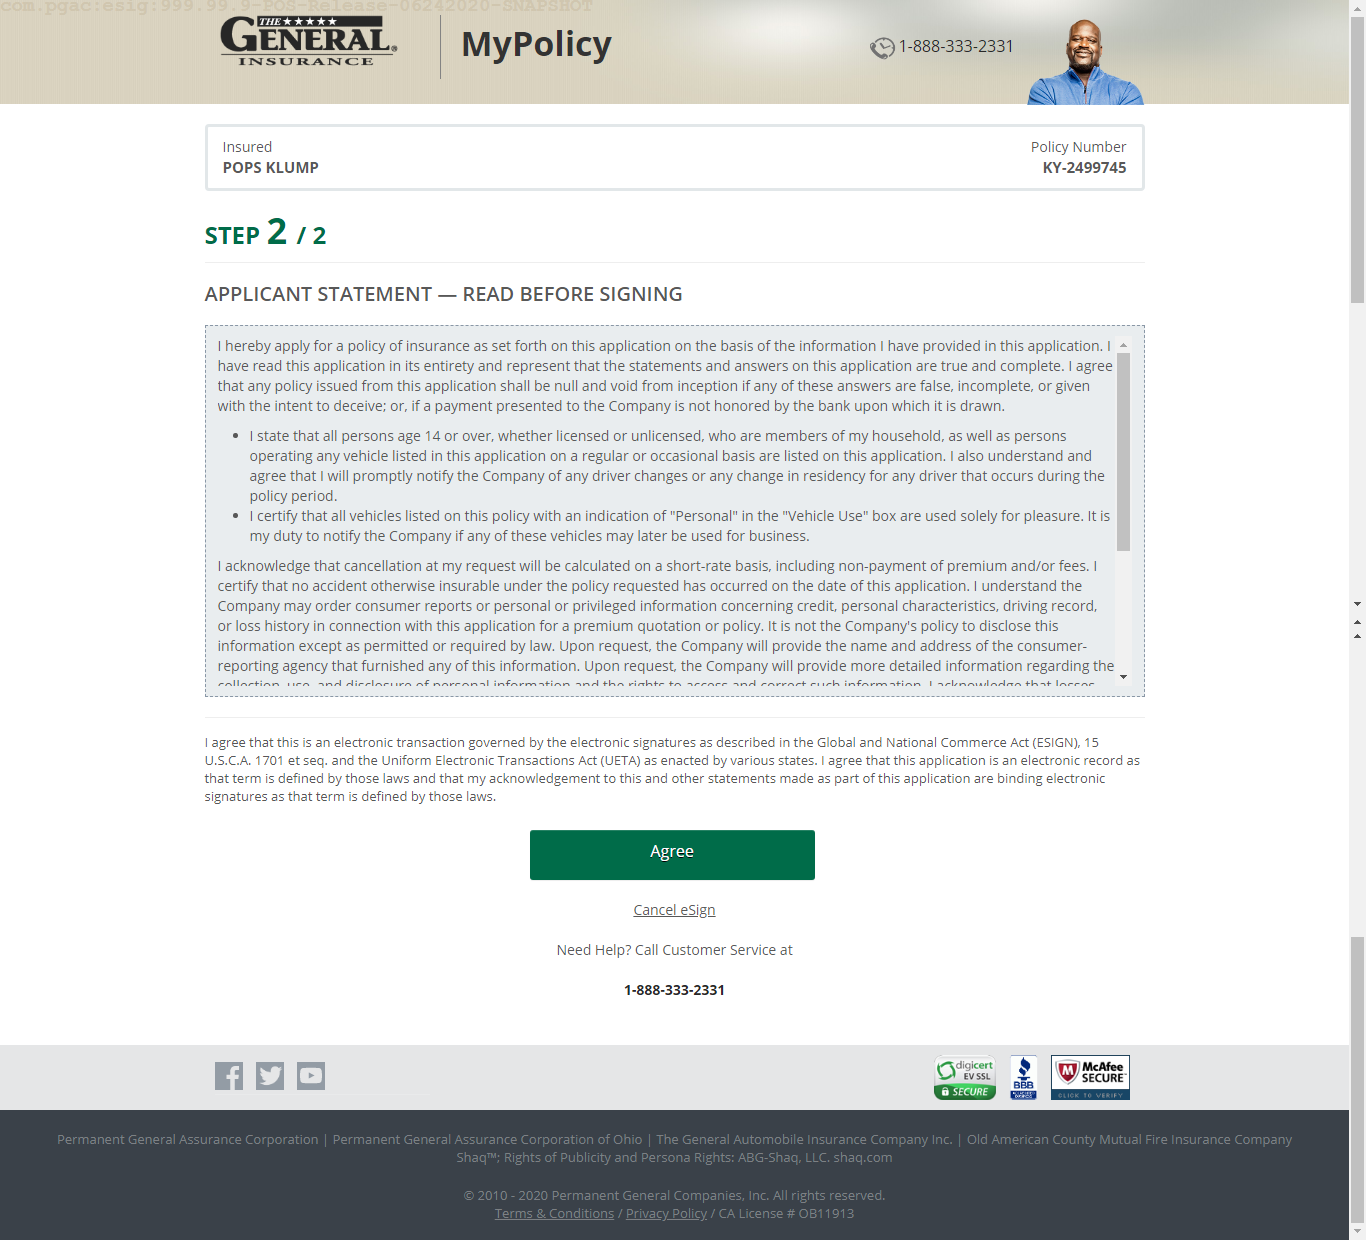 com.pgac:esig:999.99.9-POS-Release-06242020-SNAPSHOT
THE
GENERAL®
INSURANCE
MyPolicy
1-888-333-2331
Insured
Policy Number
POPS KLUMP
KY-2499745
STEP 2 / 2
APPLICANT STATEMENT — READ BEFORE SIGNING
I hereby apply for a policy of insurance as set forth on this application on the basis of the information I have provided in this application. I
have read this application in its entirety and represent that the statements and answers on this application are true and complete. I agree
that any policy issued from this application shall be null and void from inception if any of these answers are false, incomplete, or given
with the intent to deceive; or, if a payment presented to the Company is not honored by the bank upon which it is drawn.
• I state that all persons age 14 or over, whether licensed or unlicensed, who are members of my household, as well as persons
operating any vehicle listed in this application on a regular or occasional basis are listed on this application. I also understand and
agree that I will promptly notify the Company of any driver changes or any change in residency for any driver that occurs during the
policy period.
• I certify that all vehicles listed on this policy with an indication of "Personal" in the "Vehicle Use" box are used solely for pleasure. It is
my duty to notify the Company if any of these vehicles may later be used for business.
I acknowledge that cancellation at my request will be calculated on a short-rate basis, including non-payment of premium and/or fees. I
certify that no accident otherwise insurable under the policy requested has occurred on the date of this application. I understand the
Company may order consumer reports or personal or privileged information concerning credit, personal characteristics, driving record,
or loss history in connection with this application for a premium quotation or policy. It is not the Company's policy to disclose this
information except as permitted or required by law. Upon request, the Company will provide the name and address of the consumer-
reporting agency that furnished any of this information. Upon request, the Company will provide more detailed information regarding the
collection, use, and disclosure of personal information and the rights to access and correct such information. I acknowledge that losses
I agree that this is an electronic transaction governed by the electronic signatures as described in the Global and National Commerce Act (ESIGN), 15
U.S.C.A. 1701 et seq. and the Uniform Electronic Transactions Act (UETA) as enacted by various states. I agree that this application is an electronic record as
that term is defined by those laws and that my acknowledgement to this and other statements made as part of this application are binding electronic
signatures as that term is defined by those laws.
Agree
Cancel eSign
Need Help? Call Customer Service at
1-888-333-2331
digicert
EV SSL
SECURE
BBB
McAfee
SECURE™
CLICK TO VERIFY
Permanent General Assurance Corporation | Permanent General Assurance Corporation of Ohio | The General Automobile Insurance Company Inc. | Old American County Mutual Fire Insurance Company
Shaq™; Rights of Publicity and Persona Rights: ABG-Shaq, LLC. shaq.com
© 2010 - 2020 Permanent General Companies, Inc. All rights reserved.
Terms & Conditions / Privacy Policy / CA License # OB11913